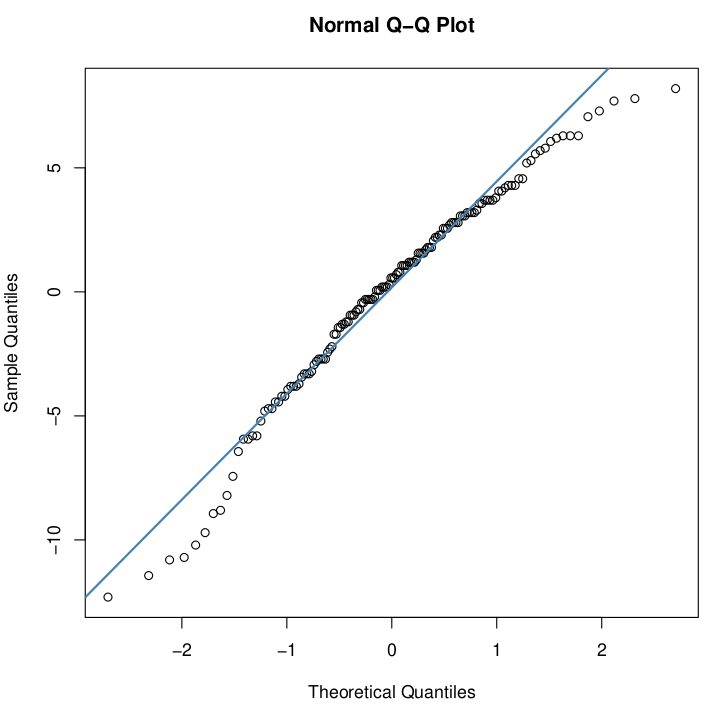 Normal Q−Q Plot
Sample Quantiles
5
0
−5
−10
−2 −1 0 1 2
Theoretical Quantiles